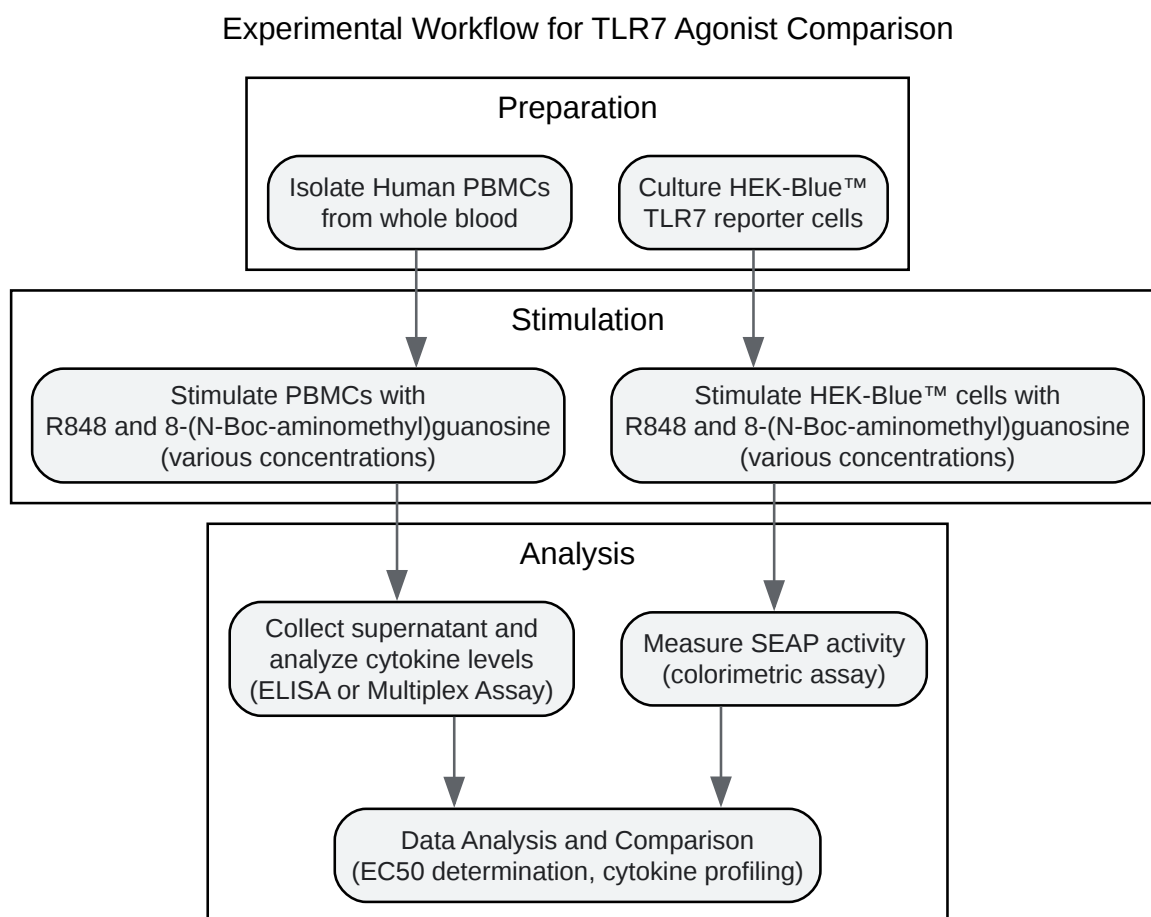 Experimental Workflow for TLR7 Agonist Comparison
Preparation
Isolate Human PBMCs
from whole blood
Culture HEK-Blue™
TLR7 reporter cells
Stimulation
Stimulate PBMCs with
R848 and 8-(N-Boc-aminomethyl)guanosine
(various concentrations)
Stimulate HEK-Blue™ cells with
R848 and 8-(N-Boc-aminomethyl)guanosine
(various concentrations)
Analysis
Collect supernatant and
analyze cytokine levels
(ELISA or Multiplex Assay)
Measure SEAP activity
(colorimetric assay)
Data Analysis and Comparison
(EC50 determination, cytokine profiling)